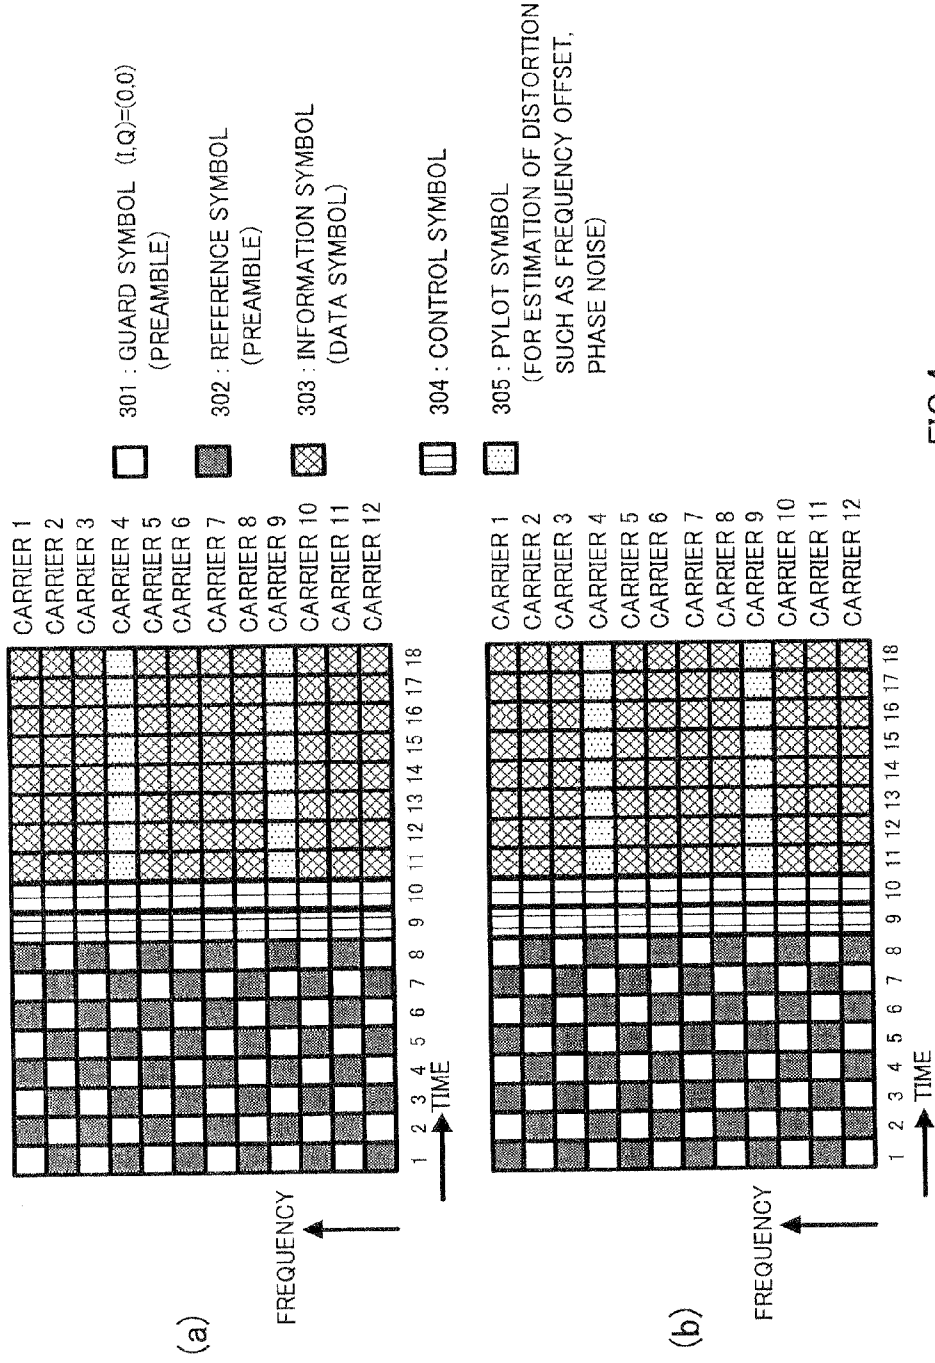 (a)
FREQUENCY
CARRIER 1
CARRIER 2
CARRIER 3
CARRIER 4
CARRIER 5
CARRIER 6
CARRIER 7
CARRIER 8
CARRIER 9
CARRIER 10
CARRIER 11
CARRIER 12
1 2 3 4 5 6 7 8 9 10 11 12 13 14 15 16 17 18
TIME
301 : GUARD SYMBOL (I,Q)=(0,0)
(PREAMBLE)
302 : REFERENCE SYMBOL
(PREAMBLE)
303 : INFORMATION SYMBOL
(DATA SYMBOL)
304 : CONTROL SYMBOL
305 : PYLOT SYMBOL
(FOR ESTIMATION OF DISTORTION
SUCH AS FREQUENCY OFFSET,
PHASE NOISE)
(b)
FREQUENCY
CARRIER 1
CARRIER 2
CARRIER 3
CARRIER 4
CARRIER 5
CARRIER 6
CARRIER 7
CARRIER 8
CARRIER 9
CARRIER 10
CARRIER 11
CARRIER 12
1 2 3 4 5 6 7 8 9 10 11 12 13 14 15 16 17 18
TIME